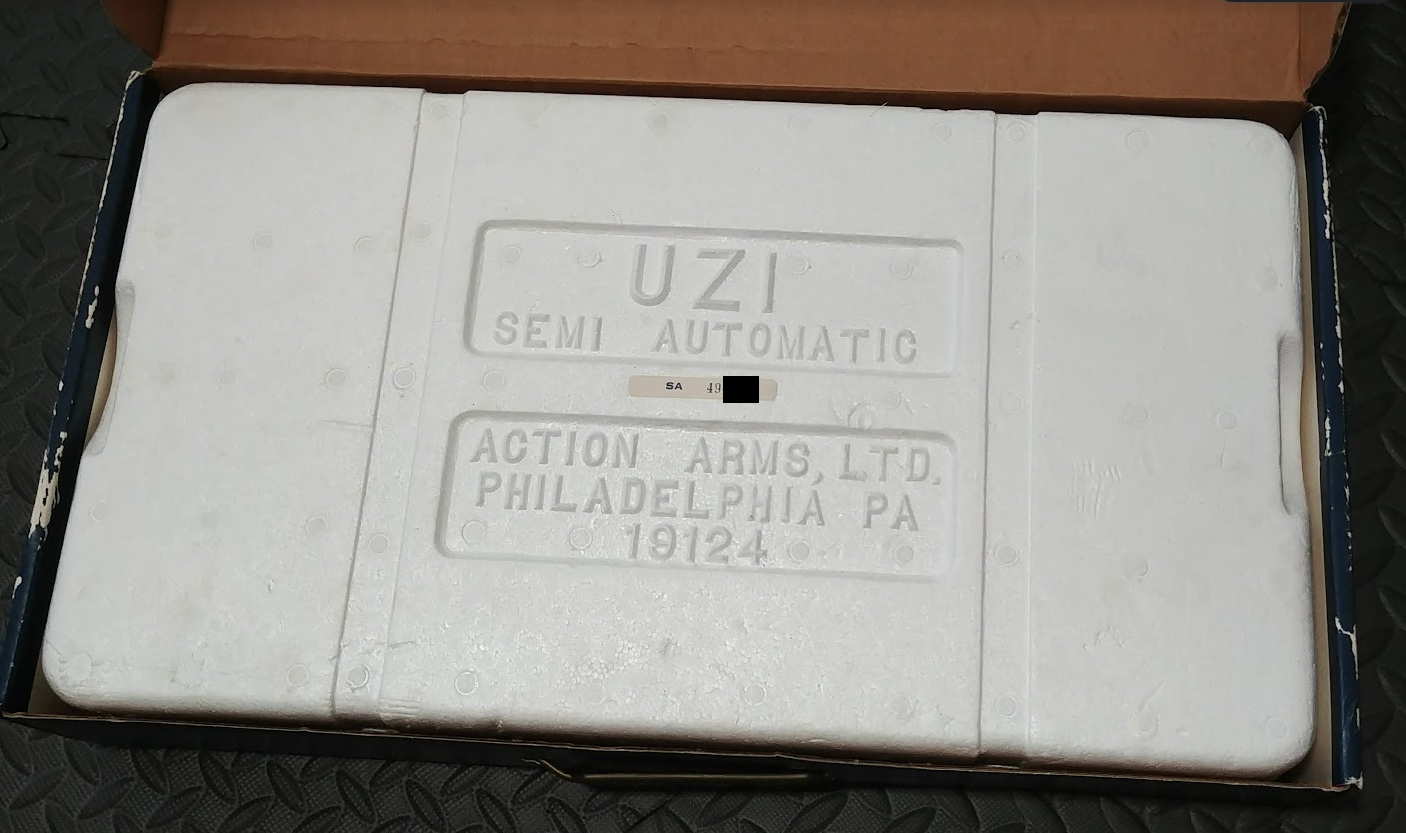 UZI
SEMI AUTOMATIC
SA 49
ACTION ARMS, LTD.
PHILADELPHIA PA
19124